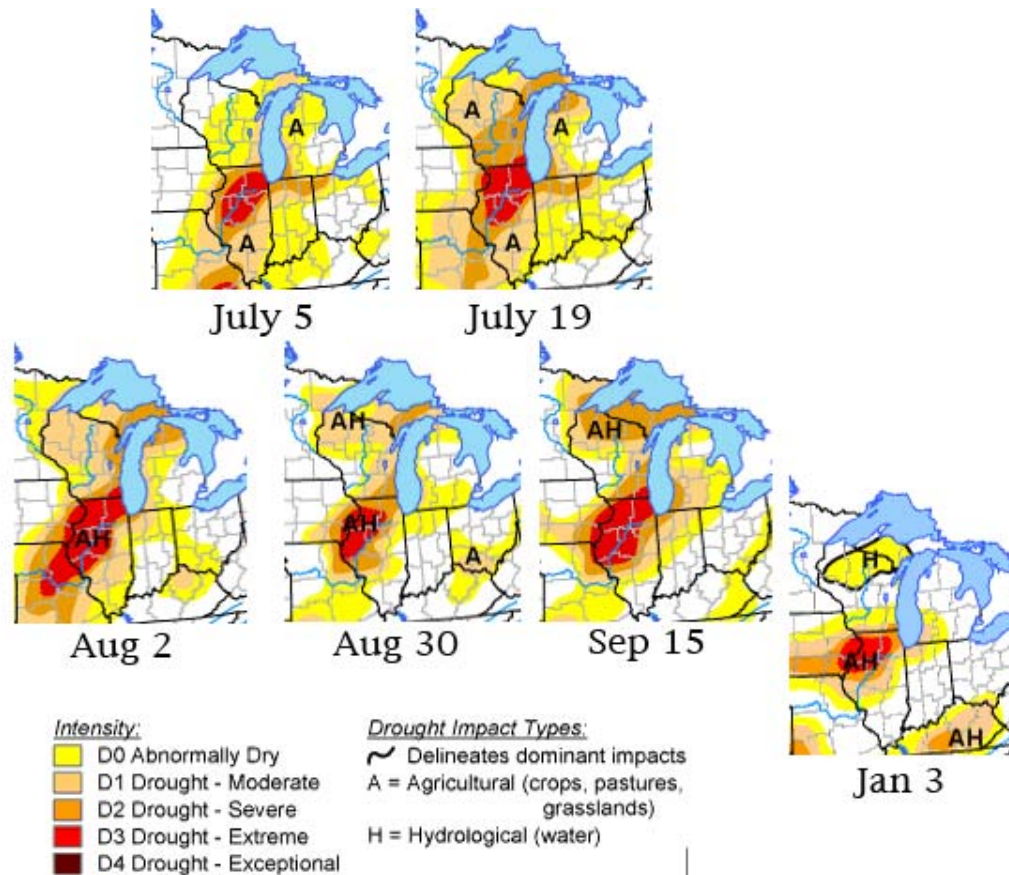 A
A
July 5
A
A
A
July 19
AH
Aug 2
AH
AH
A
Aug 30
AH
Sep 15
H
AH
AH
Jan 3
Intensity:
D0 Abnormally Dry
D1 Drought - Moderate
D2 Drought - Severe
D3 Drought - Extreme
D4 Drought - Exceptional
Drought Impact Types:
Delineates dominant impacts
A = Agricultural (crops, pastures,
grasslands)
H = Hydrological (water)